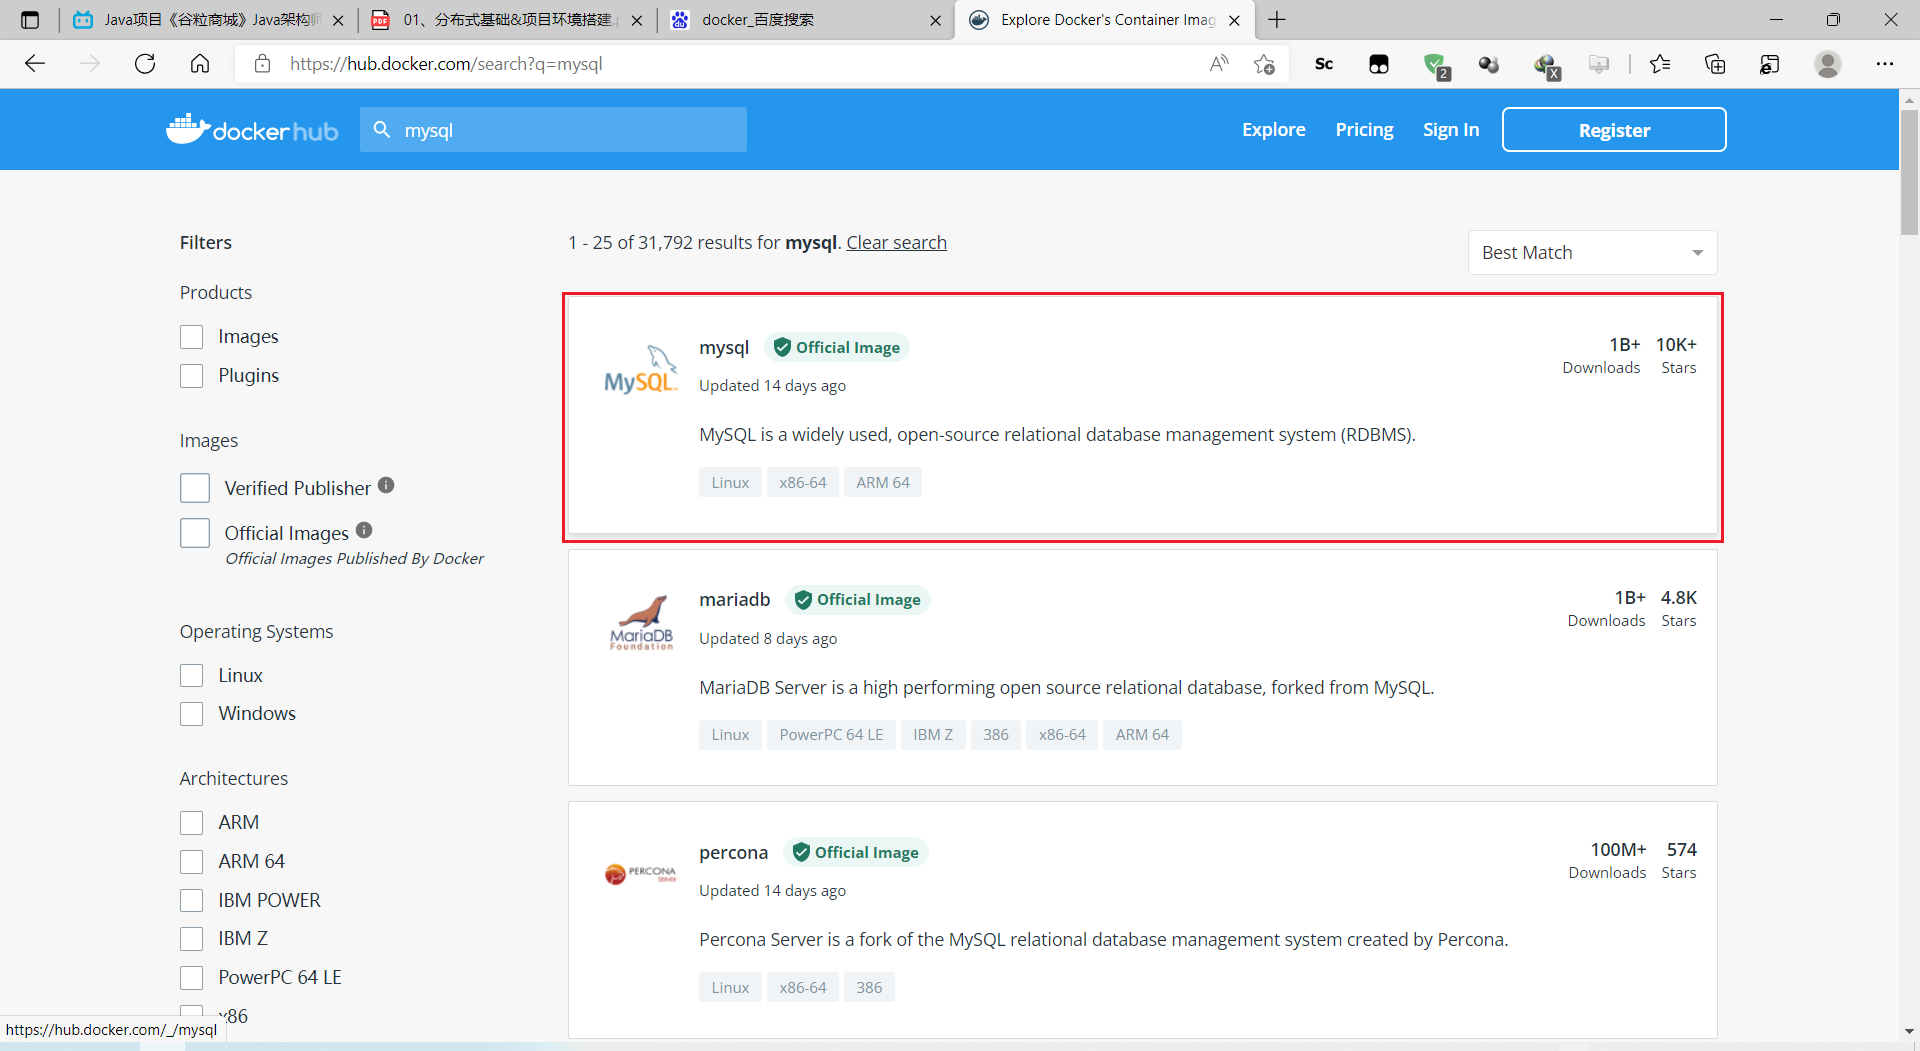 Java项目《谷粒商城》Java架构师
01、分布式基础&项目环境搭建.p
docker_百度搜索
Explore Docker's Container Imag
https://hub.docker.com/search?q=mysql
Sc
2
X
docker hub
mysql
Explore
Pricing
Sign In
Register
Filters
1 - 25 of 31,792 results for mysql. Clear search
Best Match
Products
Images
Plugins
Images
Verified Publisher
Official Images
Official Images Published By Docker
Operating Systems
Linux
Windows
Architectures
ARM
ARM 64
IBM POWER
IBM Z
PowerPC 64 LE
x86
MySQL
mysql
Official Image
1B+ 10K+
Updated 14 days ago
Downloads Stars
MySQL is a widely used, open-source relational database management system (RDBMS).
Linux x86-64 ARM 64
MariaDB
Foundation
mariadb
Official Image
1B+ 4.8K
Updated 8 days ago
Downloads Stars
MariaDB Server is a high performing open source relational database, forked from MySQL.
Linux PowerPC 64 LE IBM Z 386 x86-64 ARM 64
PERCONA
Server
percona
Official Image
100M+ 574
Updated 14 days ago
Downloads Stars
Percona Server is a fork of the MySQL relational database management system created by Percona.
Linux x86-64 386
https://hub.docker.com/_/mysql